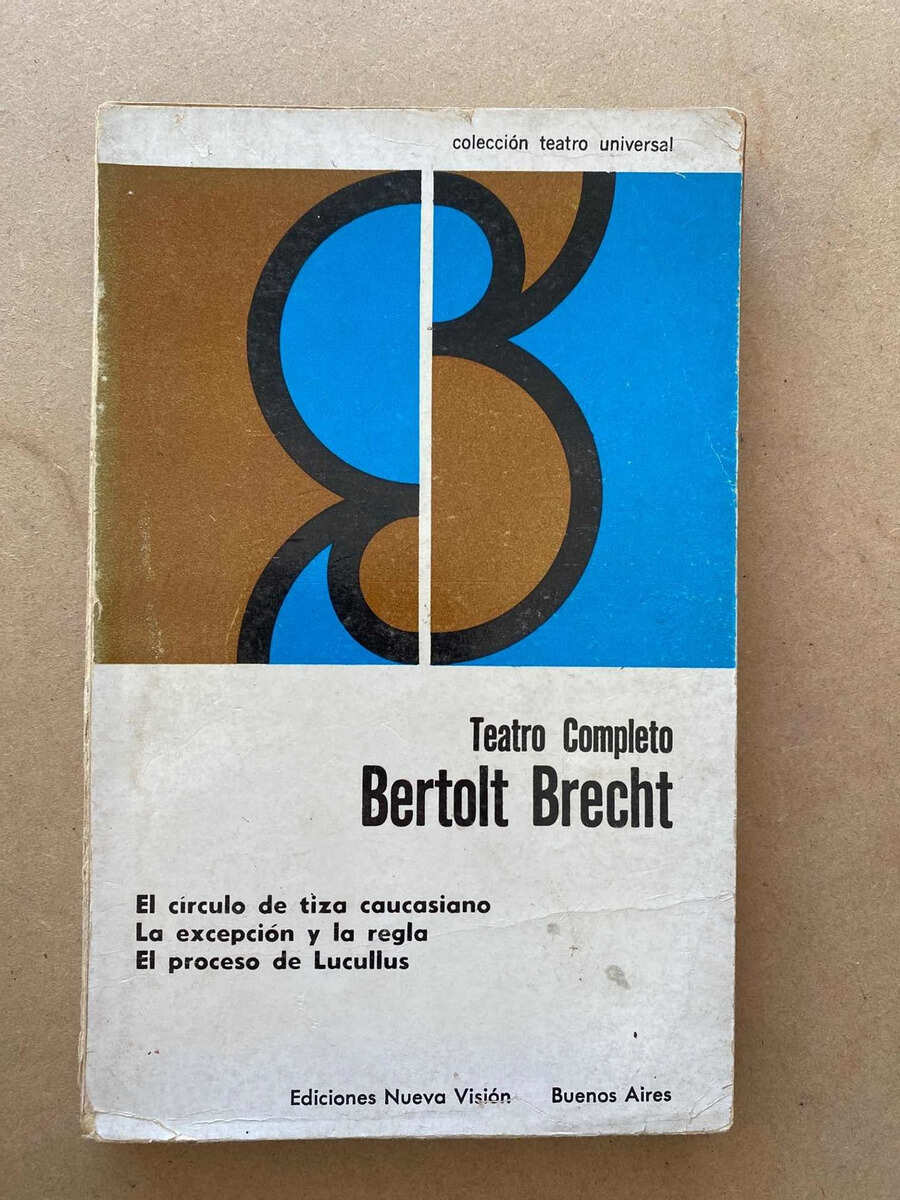 colección teatro universal
Teatro Completo
Bertolt Brecht
El círculo de tiza caucasiano
La excepción y la regla
El proceso de Lucullus
Ediciones Nueva Visión Buenos Aires